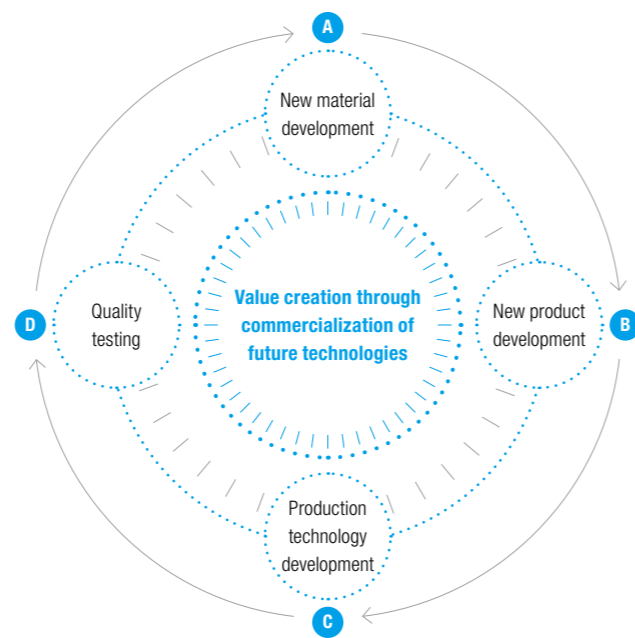 A
New material
development
D
Quality
testing
Value creation through
commercialization of
future technologies
New product
development
B
Production
technology
development
C